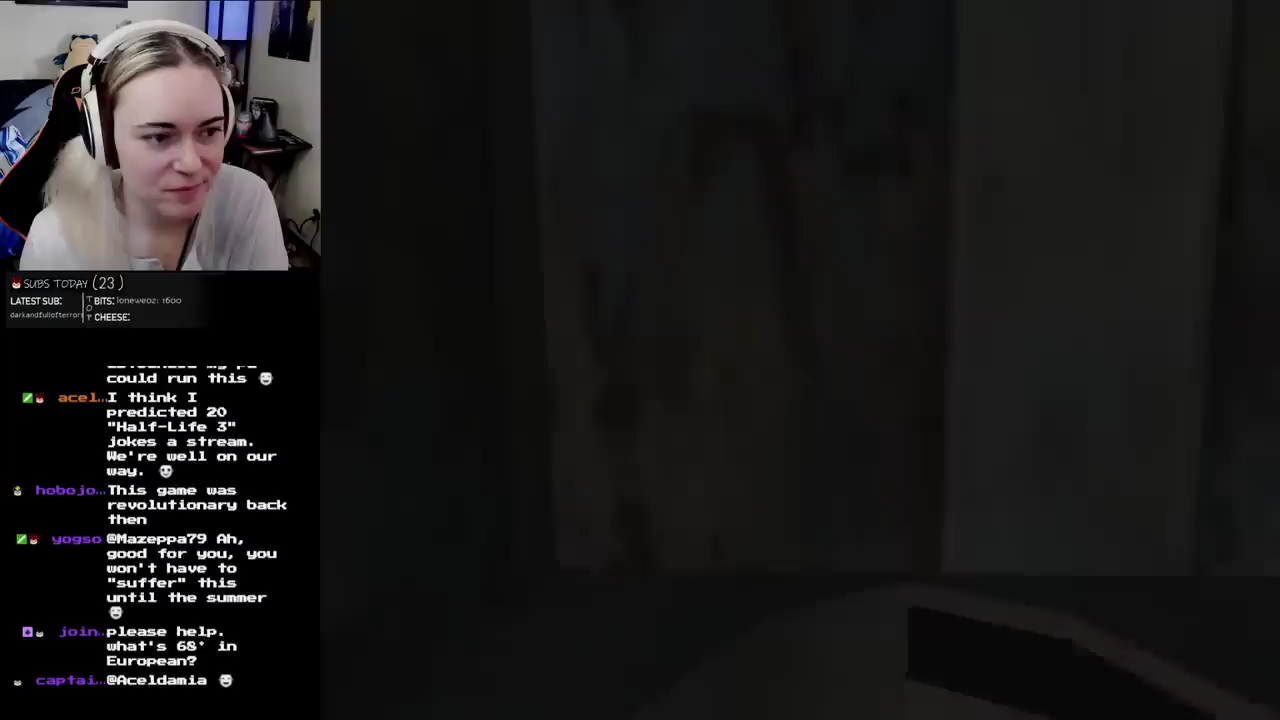 SUBS TODAY (23)
LATEST SUB:
darkandfullofterrors
TOP
BITS: lonewe02: 1600
CHEESE:
could run this
acel... I think I
predicted 20
"Half-Life 3"
jokes a stream.
We're well on our
way.
hobojo... This game was
revolutionary back
then
yogso @Mazeppa79 Ah,
good for you, you
won't have to
"suffer" this
until the summer
join... please help.
what's 68° in
European?
captai... @Aceldamia